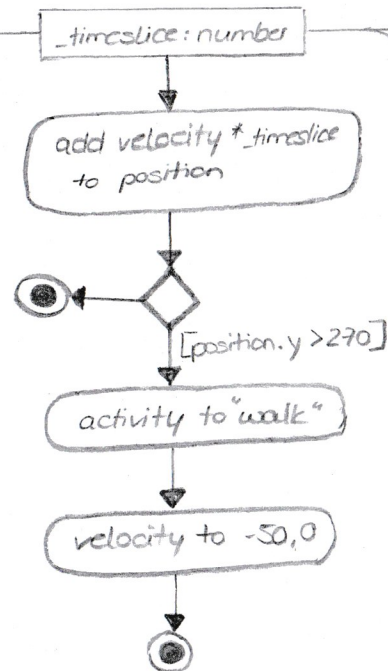 _timeslice: number
add velocity * _timeslice
to position
[position.y >270]
activity to "walk"
velocity to -50,0